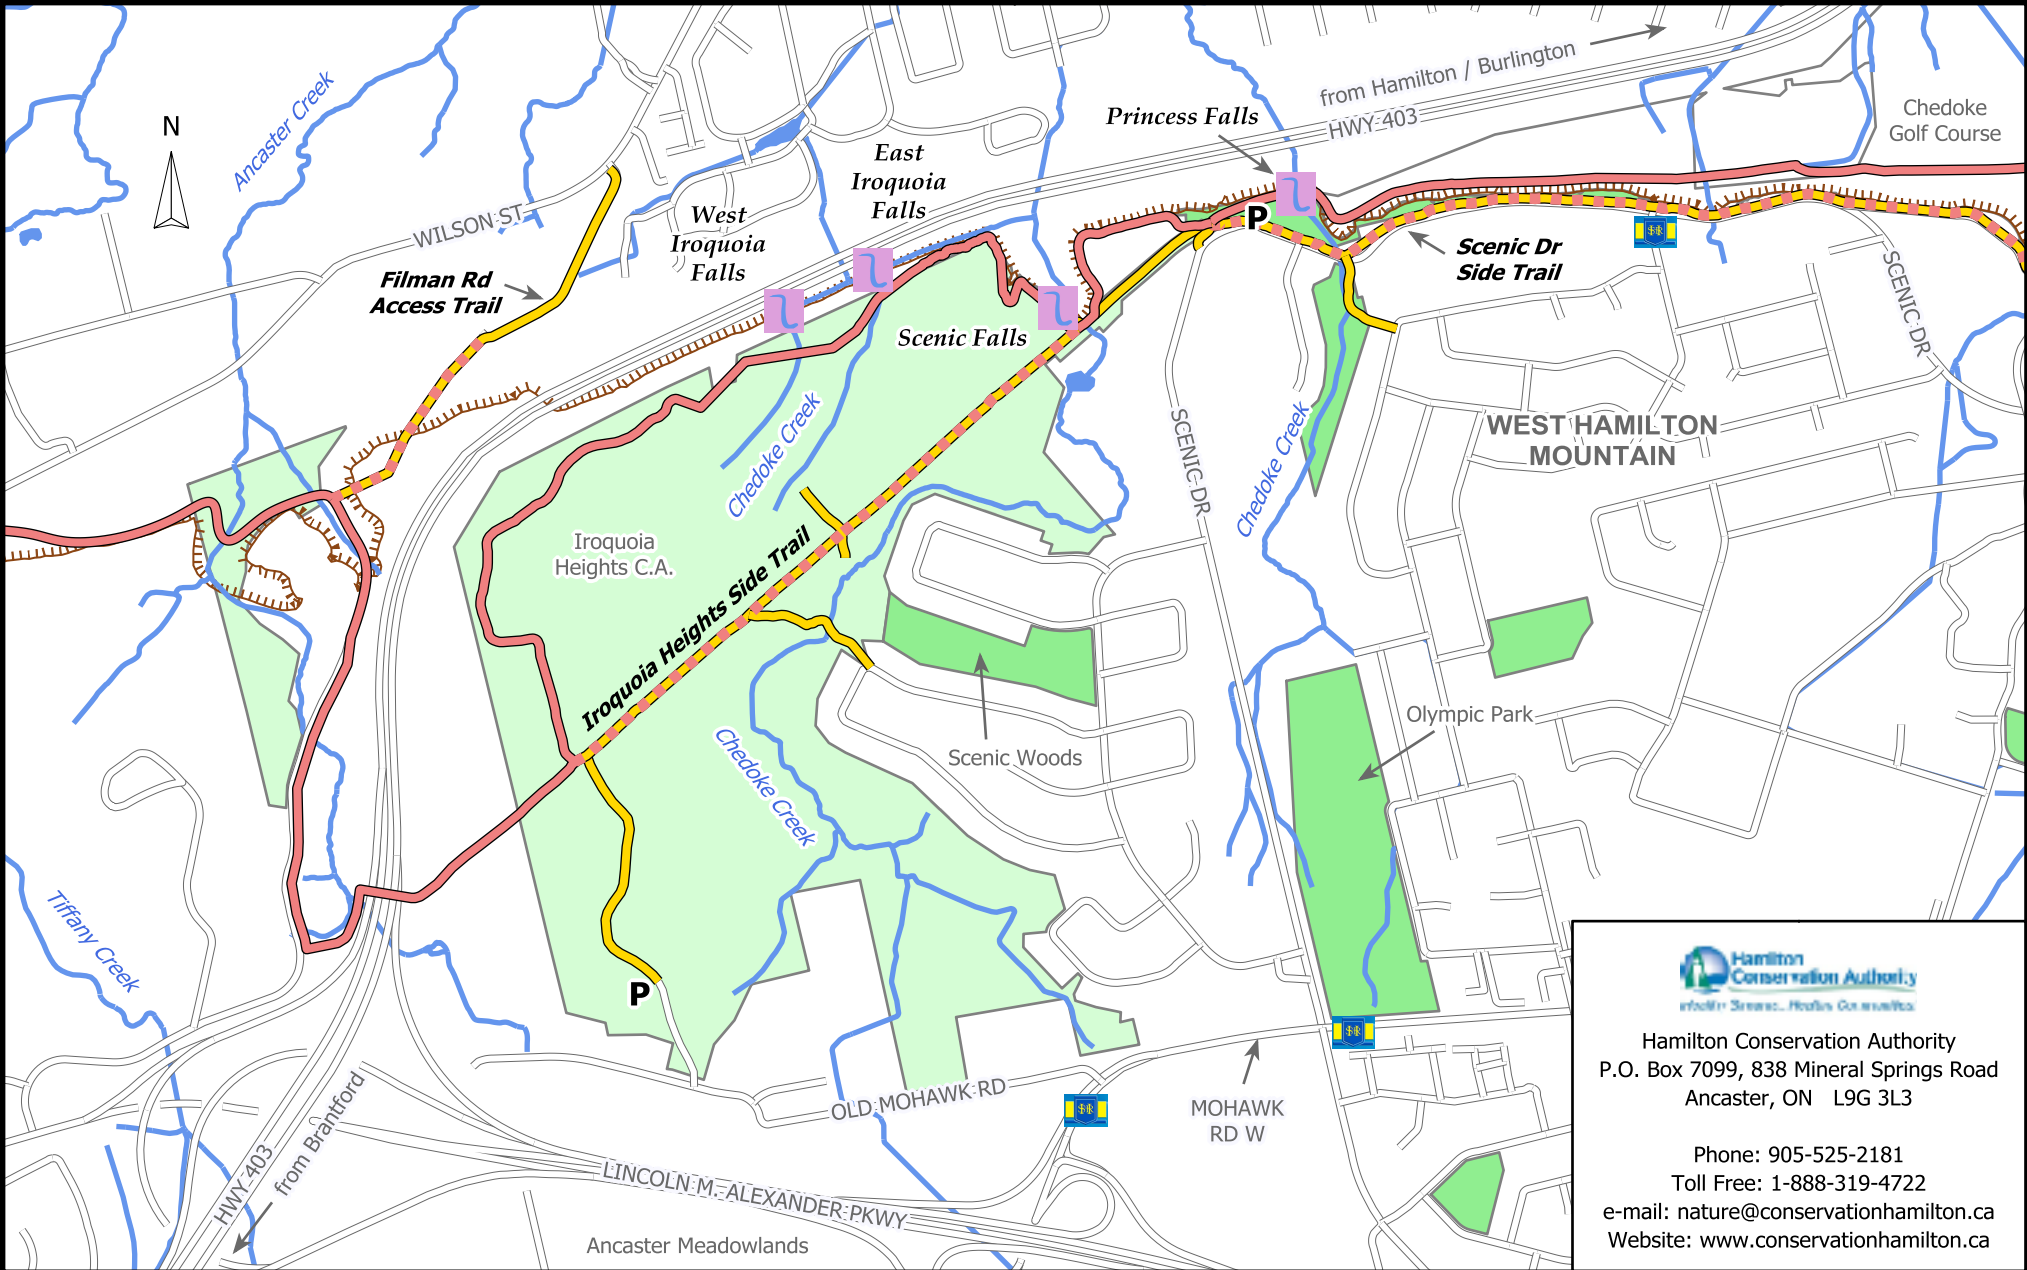 from Hamilton / Burlington
HWY 403
Chedoke
Golf Course
Princess Falls
N
Ancaster Creek
East
Iroquoia
Falls
WILSON ST
West
Iroquoia
Falls
Filman Rd
Access Trail
Scenic Dr
Side Trail
P
SCENIC DR
Scenic Falls
WEST HAMILTON
MOUNTAIN
Chedoke Creek
SCENIC DR
Chedoke Creek
Iroquoia
Heights C.A.
Iroquoia Heights Side Trail
Scenic Woods
Olympic Park
Chedoke Creek
Tiffany Creek
P
OLD MOHAWK RD
MOHAWK
RD W
HWY 403
from Brantford
LINCOLN M. ALEXANDER PKWY
Ancaster Meadowlands
Hamilton
Conservation Authority
Hamilton Conservation Authority
P.O. Box 7099, 838 Mineral Springs Road
Ancaster, ON L9G 3L3
Phone: 905-525-2181
Toll Free: 1-888-319-4722
e-mail: nature@conservationhamilton.ca
Website: www.conservationhamilton.ca